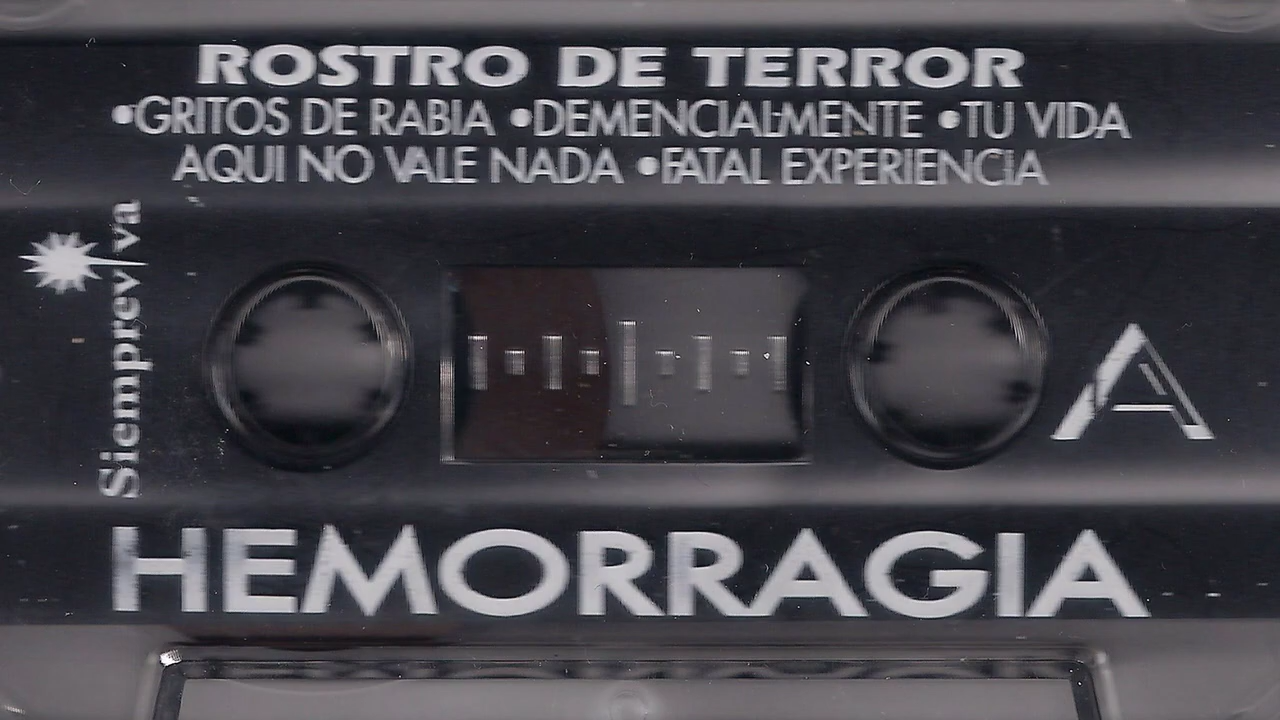 ROSTRO DE TERROR
•GRITOS DE RABIA •DEMENCIALMENTE •TU VIDA
AQUI NO VALE NADA •FATAL EXPERIENCIA
Siempreviva
A
HEMORRAGIA